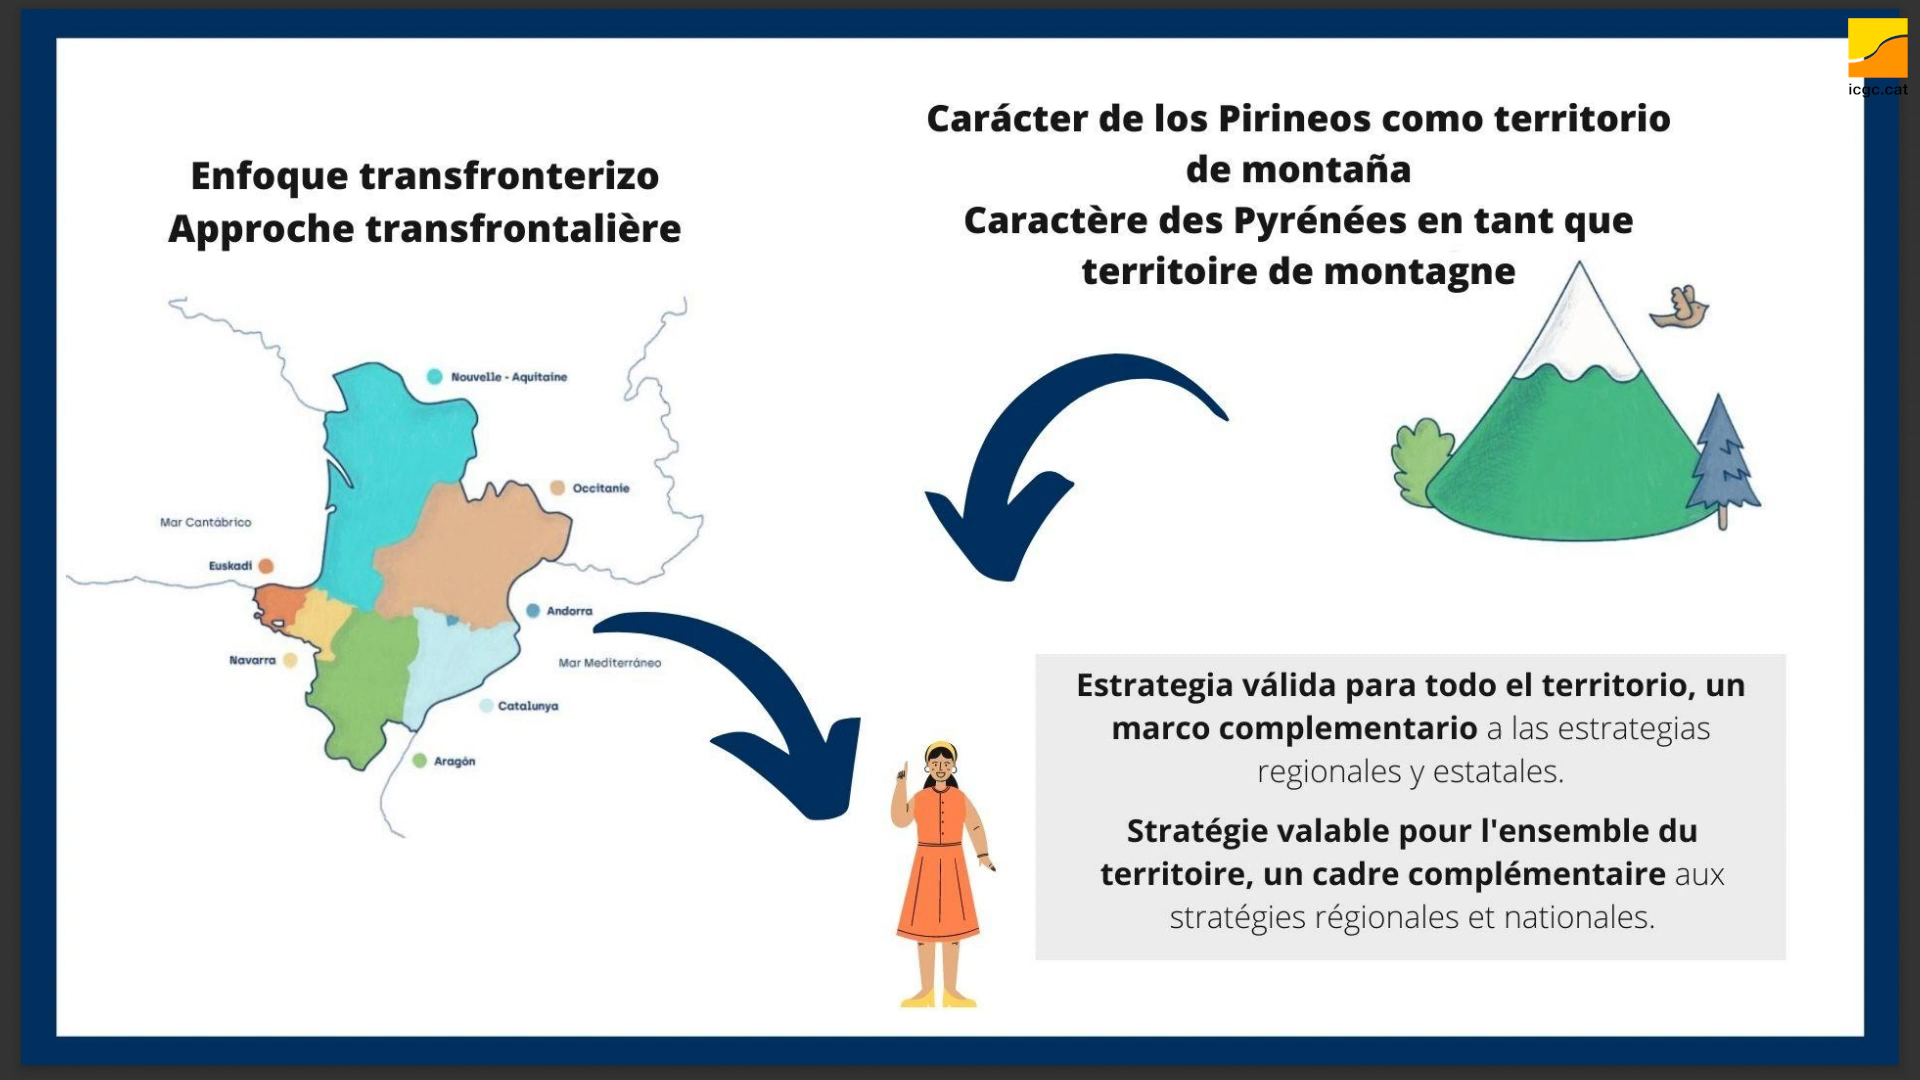 icgc.cat
Enfoque transfronterizo
Approche transfrontalière
Carácter de los Pirineos como territorio
de montaña
Caractère des Pyrénées en tant que
territoire de montagne
Nouvelle - Aquitaine
Occitanie
Mar Cantábrico
Euskadi
Andorra
Navarra
Mar Mediterráneo
Catalunya
Aragón
Estrategia válida para todo el territorio, un
marco complementario a las estrategias
regionales y estatales.
Stratégie valable pour l'ensemble du
territoire, un cadre complémentaire aux
stratégies régionales et nationales.